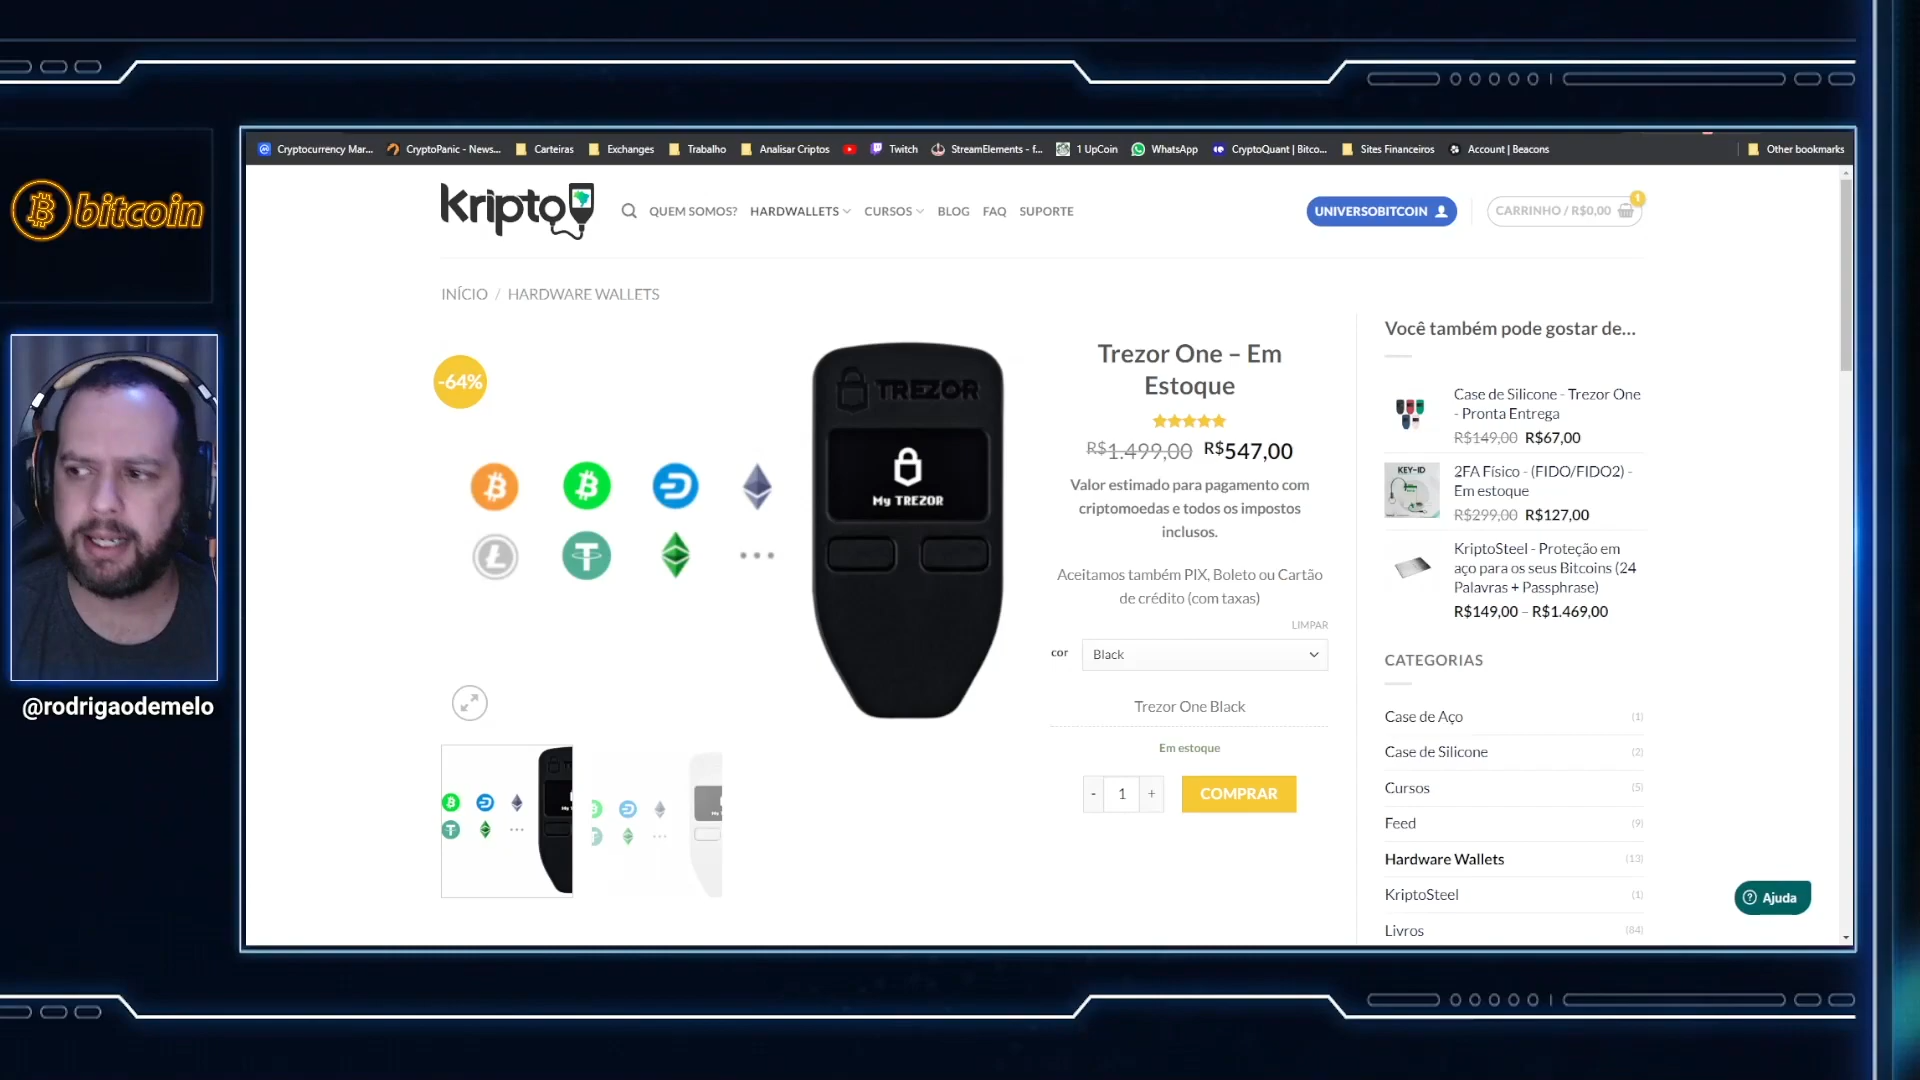 Cryptocurrency Mar...
CryptoPanic - News...
Carteiras
Exchanges
Trabalho
Analisar Criptos
Twitch
StreamElements - f...
1 UpCoin
WhatsApp
CryptoQuant | Bitco...
Sites Financeiros
Account | Beacons
Other bookmarks
bitcoin
@rodrigaodemelo
Kripto
QUEM SOMOS?
HARDWALLETS
CURSOS
BLOG
FAQ
SUPORTE
UNIVERSOBITCOIN
CARRINHO / R$0,00
1
INÍCIO / HARDWARE WALLETS
-64%
TREZOR
My TREZOR
Trezor One – Em
Estoque
R$1.499,00 R$547,00
Valor estimado para pagamento com
criptomoedas e todos os impostos
inclusos.
Aceitamos também PIX, Boleto ou Cartão
de crédito (com taxas)
LIMPAR
cor
Black
Trezor One Black
Em estoque
- 1 +
COMPRAR
Você também pode gostar de...
Case de Silicone - Trezor One
- Pronta Entrega
R$149,00 R$67,00
KEY-ID
2FA Físico - (FIDO/FIDO2) -
Em estoque
R$299,00 R$127,00
KriptoSteel - Proteção em
aço para os seus Bitcoins (24
Palavras + Passphrase)
R$149,00 – R$1.469,00
CATEGORIAS
Case de Aço (1)
Case de Silicone (2)
Cursos (5)
Feed (9)
Hardware Wallets (13)
KriptoSteel (1)
Livros (84)
Ajuda